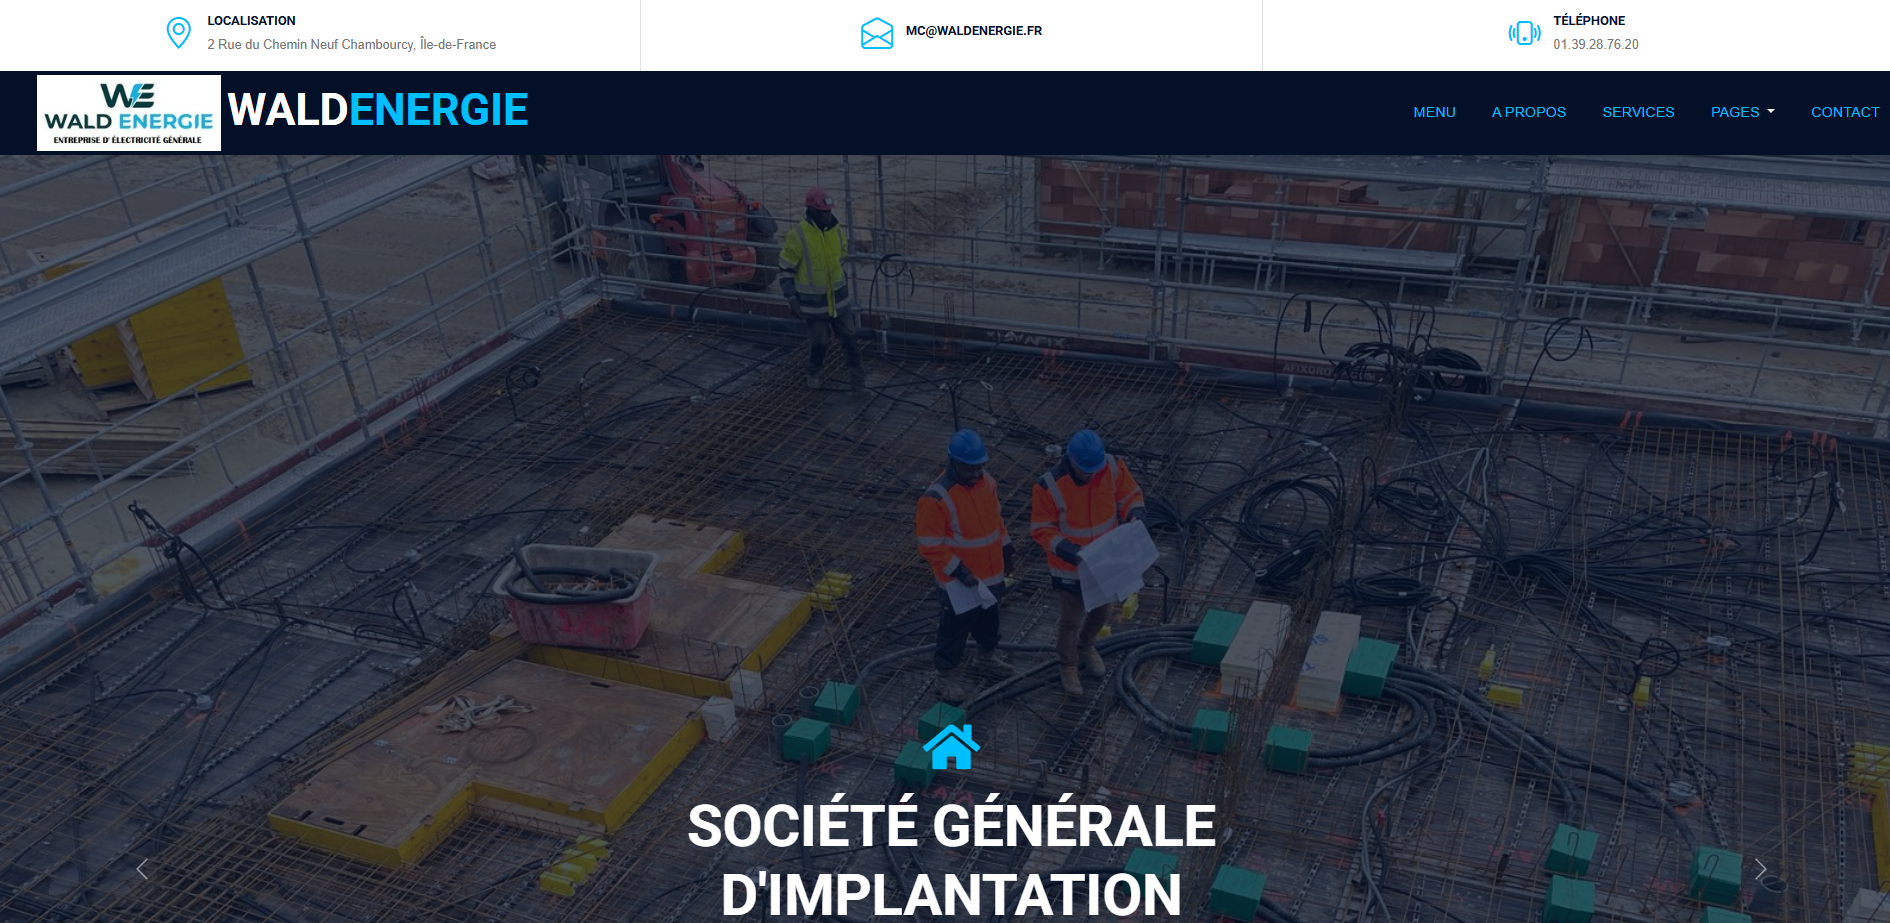 LOCALISATION
2 Rue du Chemin Neuf Chambourcy, Île-de-France
MC@WALDENERGIE.FR
TÉLÉPHONE
01.39.28.76.20
WE
WALD ENERGIE
ENTREPRISE D'ÉLECTRICITÉ GÉNÉRALE
WALDENERGIE
MENU
A PROPOS
SERVICES
PAGES
CONTACT
SOCIÉTÉ GÉNÉRALE
D'IMPLANTATION